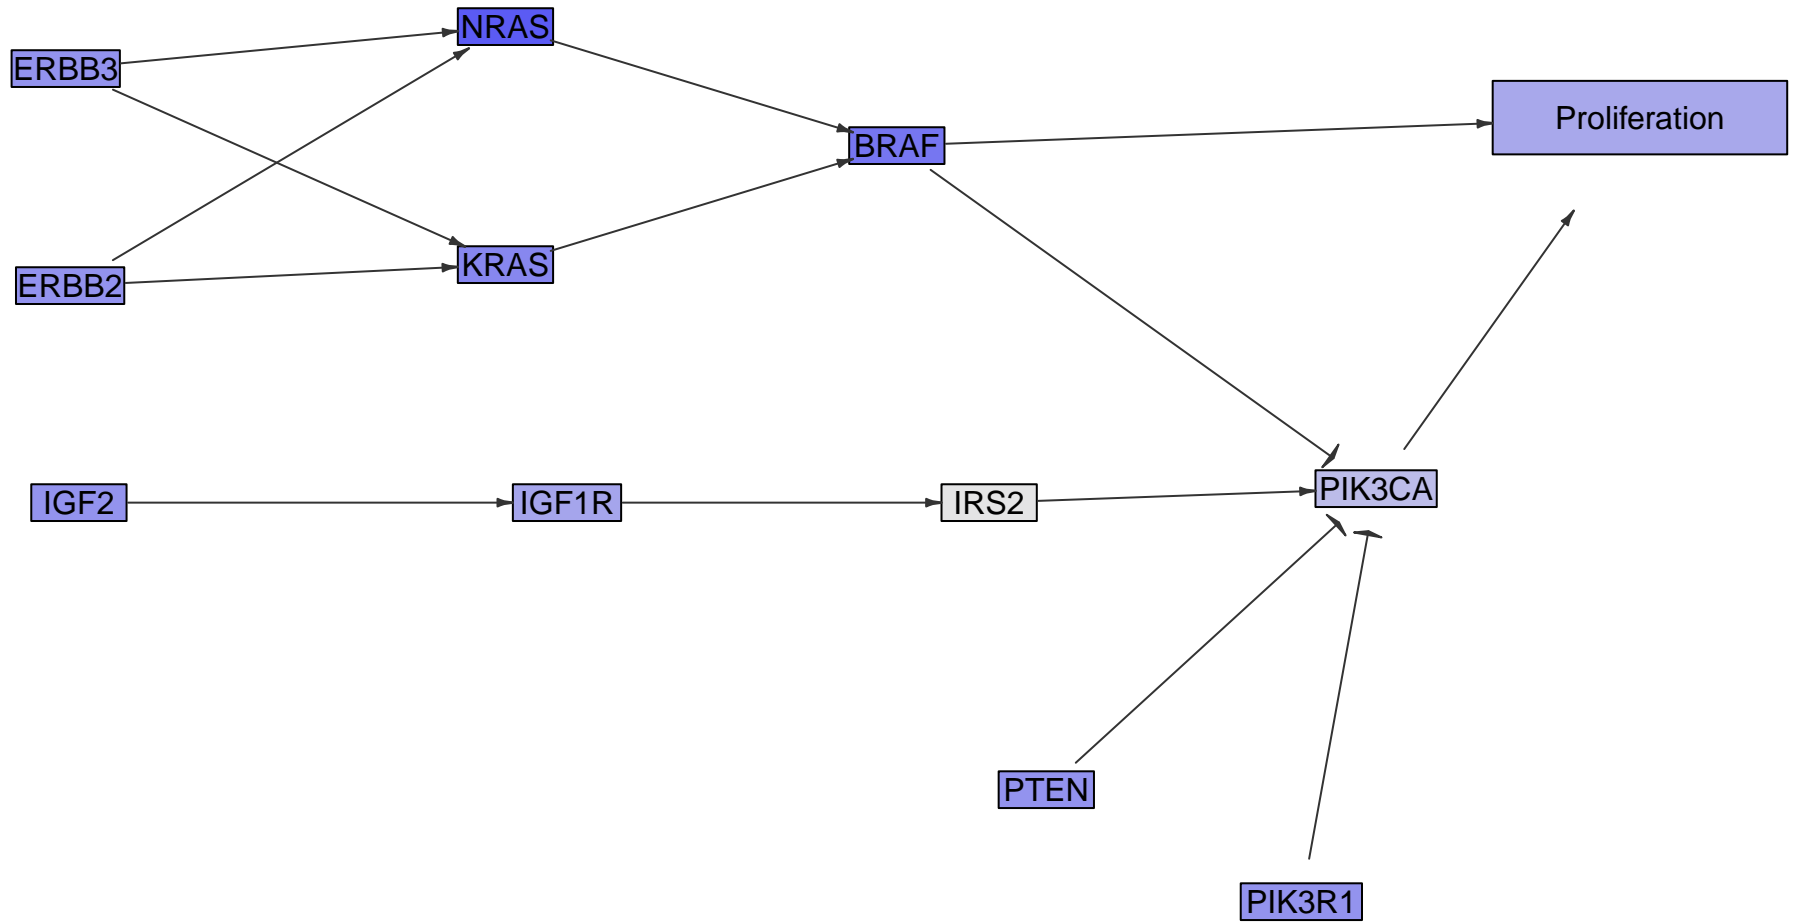 NRAS
ERBB3
Proliferation
BRAF
KRAS
ERBB2
IGF2
IGF1R
IRS2
PIK3CA
PTEN
PIK3R1